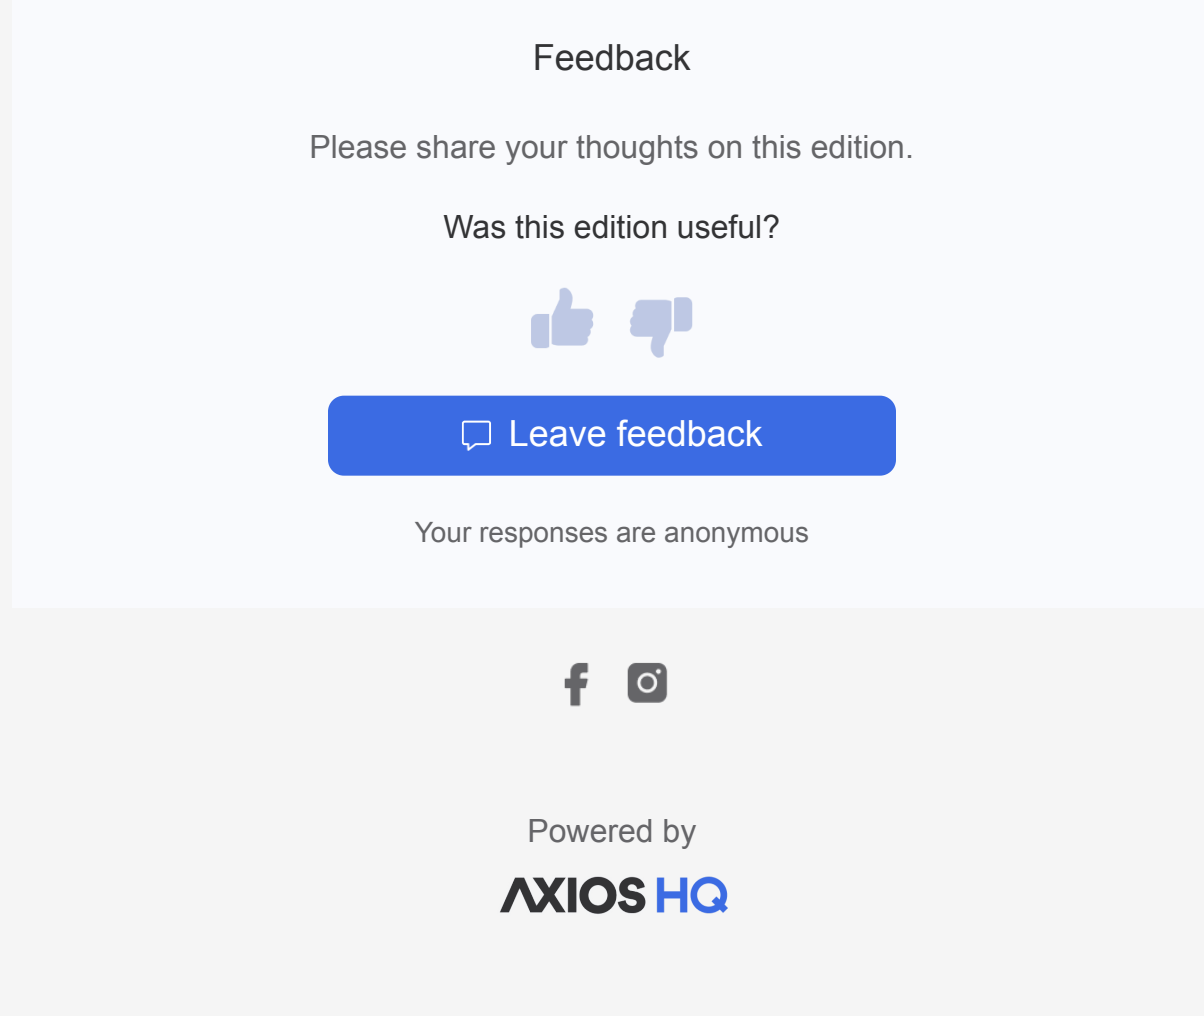 Feedback
Please share your thoughts on this edition.
Was this edition useful?
Leave feedback
Your responses are anonymous
Powered by
AXIOS HQ